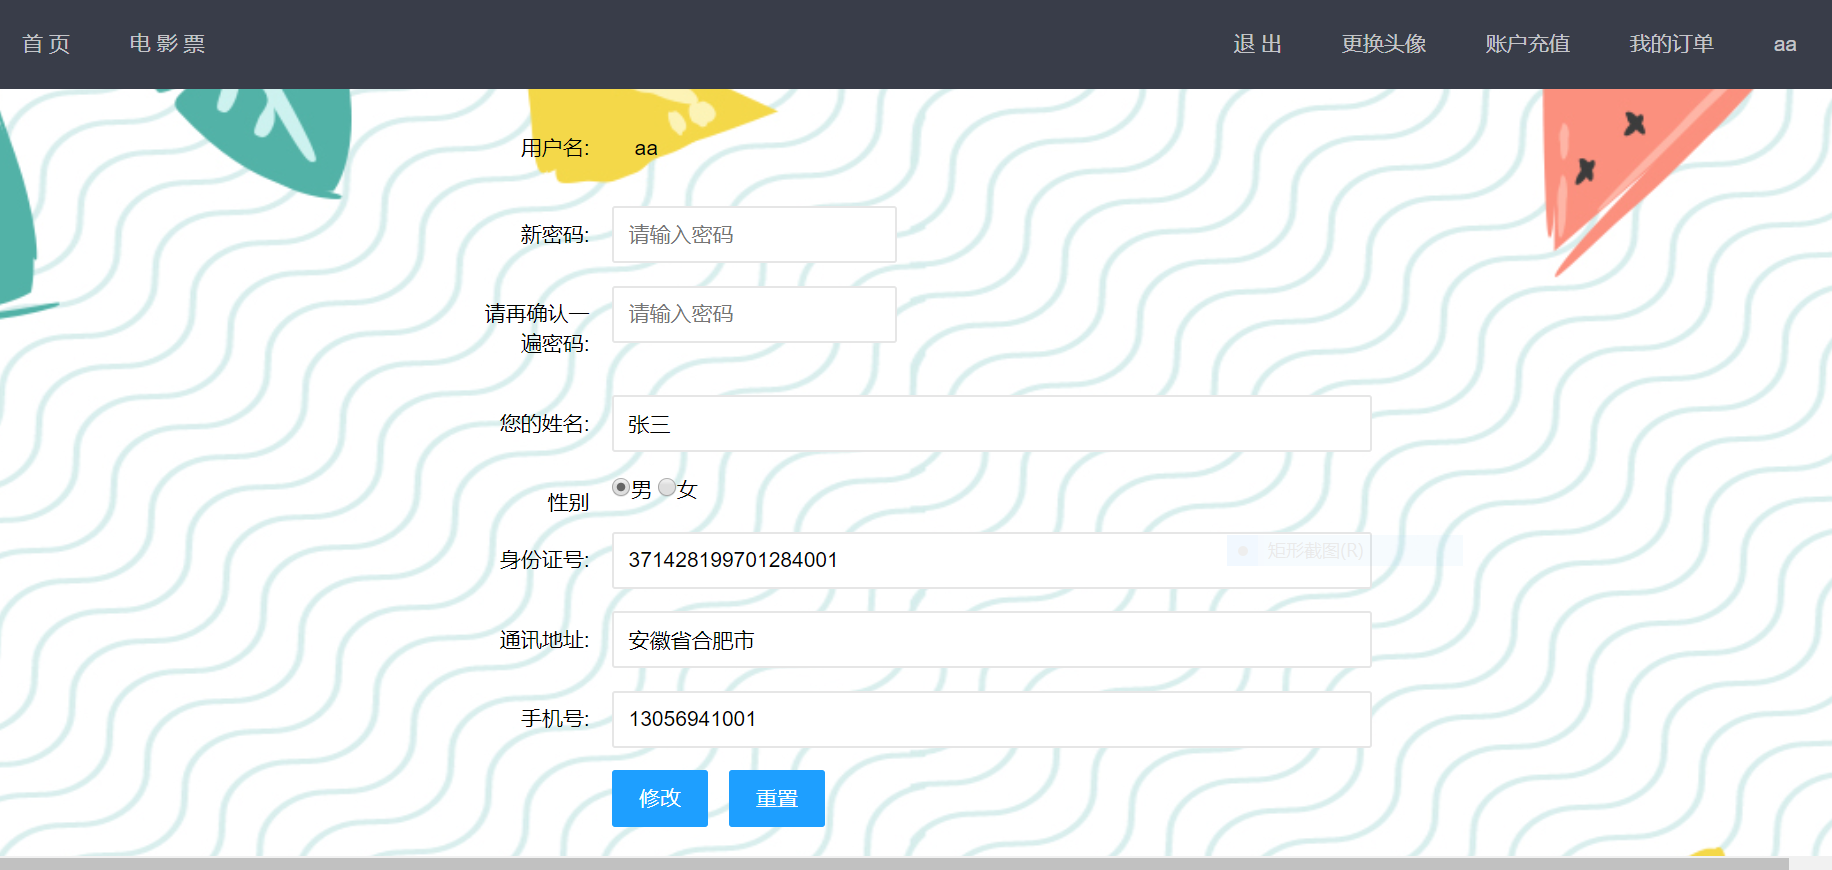 首 页 电 影 票 退 出 更换头像 账户充值 我的订单 aa
用户名: aa
新密码: 请输入密码
请再确认一 请输入密码
遍密码:
您的姓名: 张三
性别 男 女
身份证号: 371428199701284001
矩形截图(R)
通讯地址: 安徽省合肥市
手机号: 13056941001
修改 重置